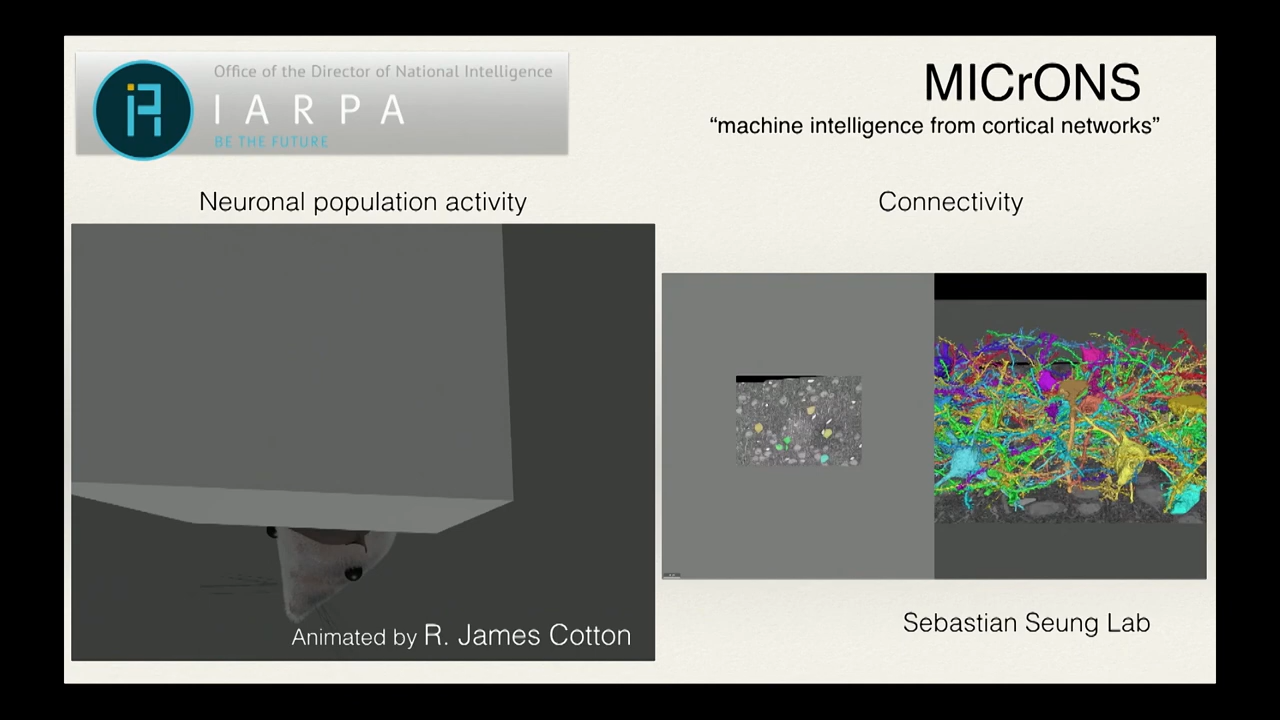 Office of the Director of National Intelligence
IARPA
BE THE FUTURE
MICrONS
“machine intelligence from cortical networks”
Neuronal population activity
Connectivity
Animated by R. James Cotton
Sebastian Seung Lab